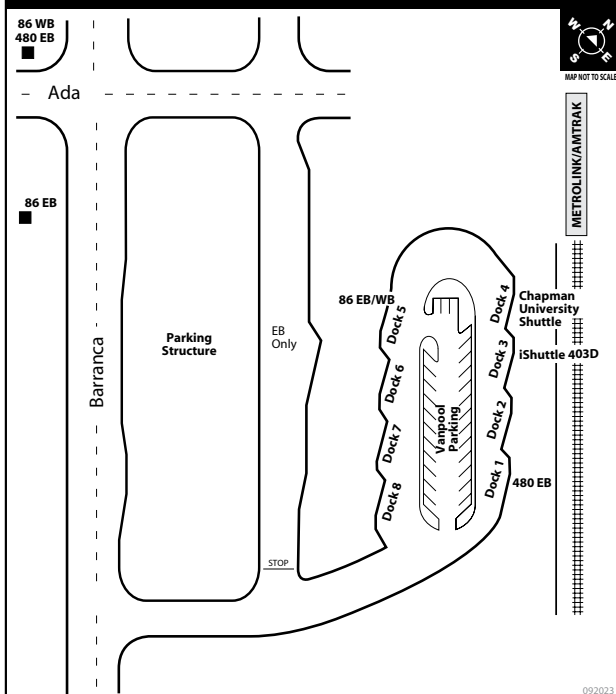 86 WB
480 EB
N
W
E
S
MAP NOT TO SCALE
Ada
METROLINK/AMTRAK
86 EB
Barranca
Parking
Structure
EB
Only
86 EB/WB
Dock 5
Dock 6
Dock 7
Dock 8
Vanpool
Parking
Dock 4
Dock 3
Dock 2
Dock 1
Chapman
University
Shuttle
iShuttle 403D
480 EB
STOP
092023